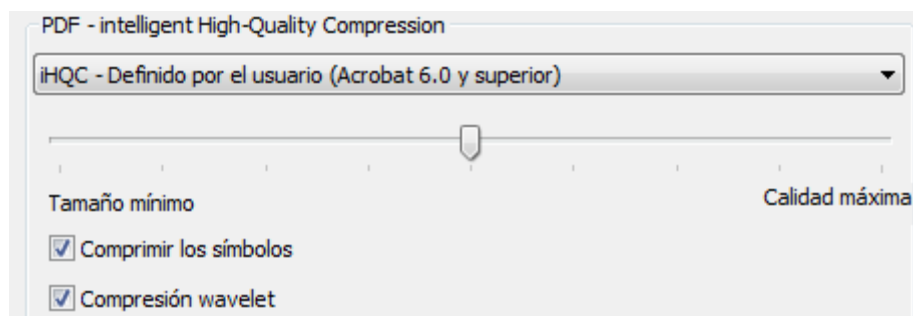 PDF - intelligent High-Quality Compression
iHQC - Definido por el usuario (Acrobat 6.0 y superior)
Tamaño mínimo Calidad máxima
Comprimir los símbolos
Compresión wavelet